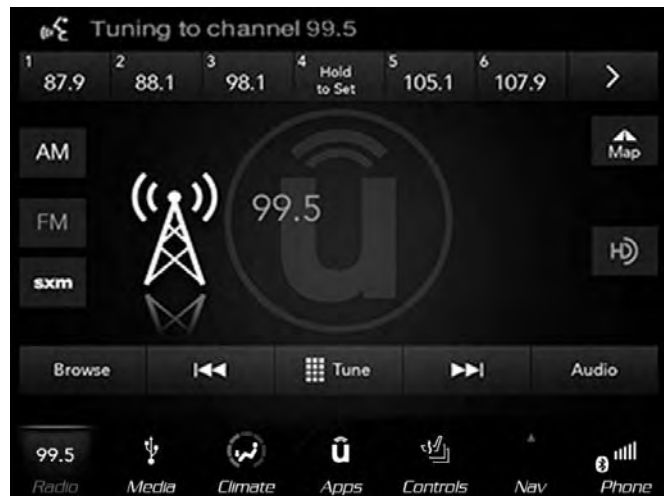 Tuning to channel 99.5
1 87.9 2 88.1 3 98.1 4 Hold to Set 5 105.1 6 107.9
AM
Map
99.5
FM
HD
sxm
Browse Tune Audio
99.5
Radio Media Climate Apps Controls Nav Phone